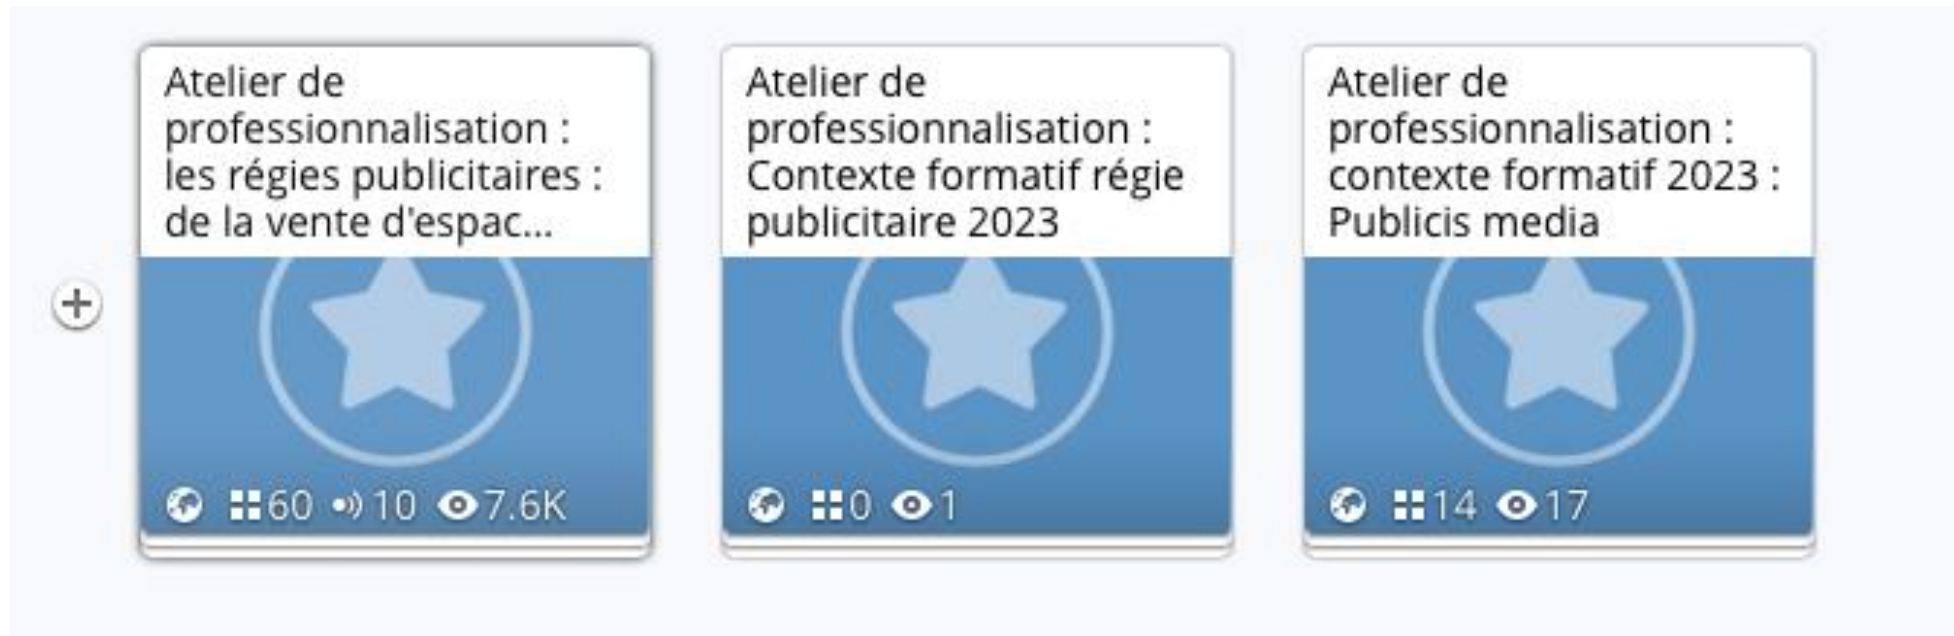 Atelier de
professionnalisation :
les régies publicitaires :
de la vente d'espac...
60 10 7.6K
Atelier de
professionnalisation :
Contexte formatif régie
publicitaire 2023
0 1
Atelier de
professionnalisation :
contexte formatif 2023 :
Publicis media
14 17